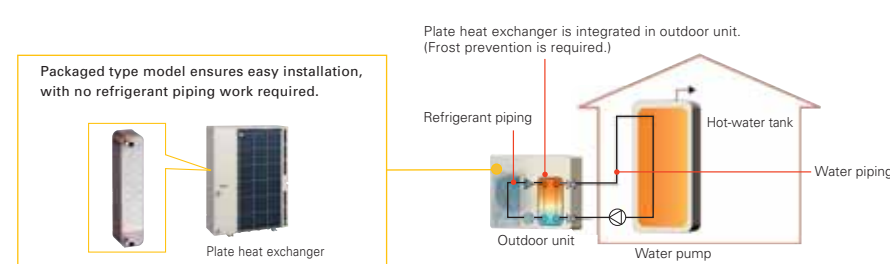 Plate heat exchanger is integrated in outdoor unit.
(Frost prevention is required.)
Packaged type model ensures easy installation,
with no refrigerant piping work required.
Refrigerant piping
Hot-water tank
Water piping
Plate heat exchanger
Outdoor unit
Water pump